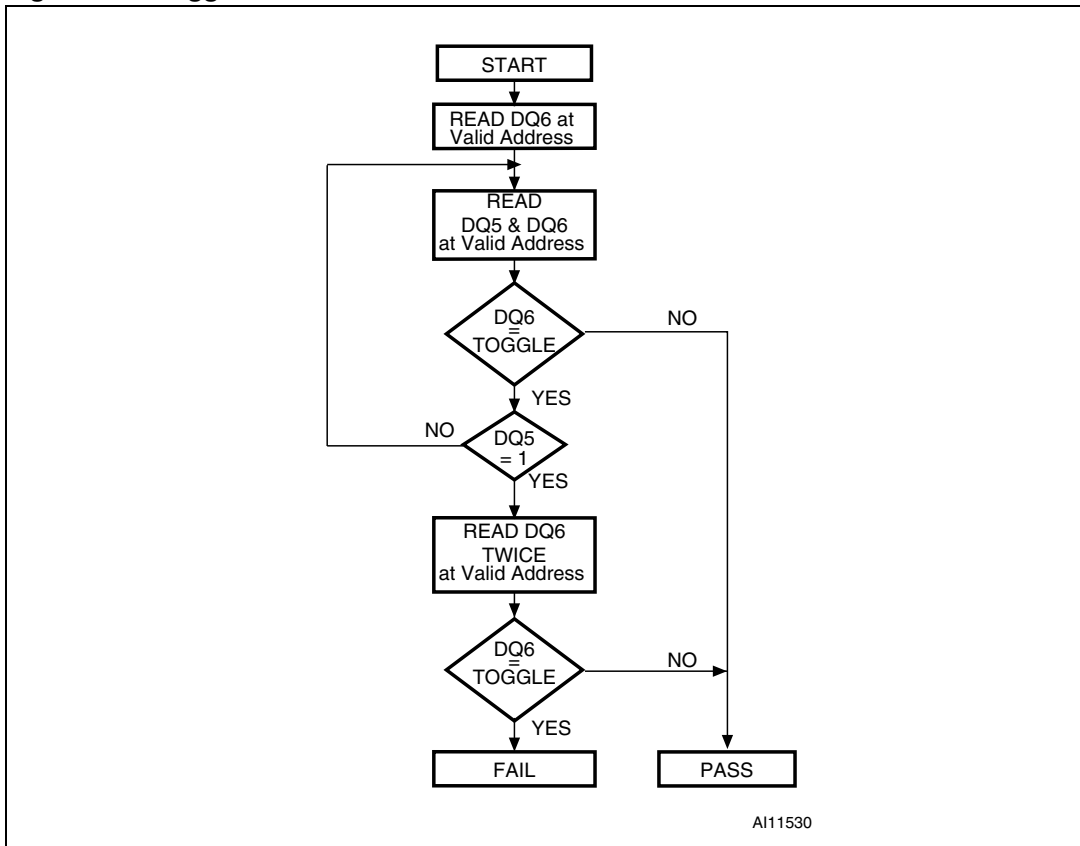 START
READ DQ6 at
Valid Address
READ
DQ5 & DQ6
at Valid Address
DQ6
=
TOGGLE
NO
YES
NO
DQ5
= 1
YES
READ DQ6
TWICE
at Valid Address
DQ6
=
TOGGLE
NO
YES
FAIL
PASS
AI11530